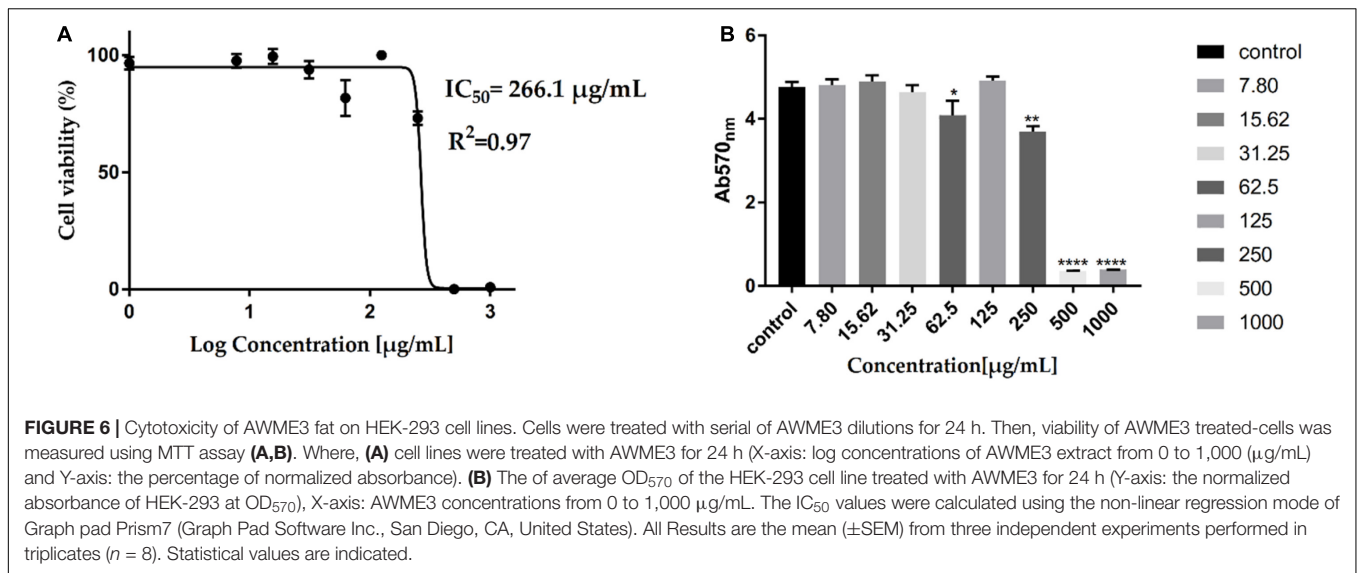 A
100
50
0
Cell viability (%)
IC50= 266.1 µg/mL
R2=0.97
0 1 2 3
Log Concentration [µg/mL]
B
8
6
4
2
0
Ab570nm
* ** **** ****
control 7.80 15.62 31.25 62.5 125 250 500 1000
Concentration[µg/mL]
control
7.80
15.62
31.25
62.5
125
250
500
1000
FIGURE 6 | Cytotoxicity of AWME3 fat on HEK-293 cell lines. Cells were treated with serial of AWME3 dilutions for 24 h. Then, viability of AWME3 treated-cells was
measured using MTT assay (A,B). Where, (A) cell lines were treated with AWME3 for 24 h (X-axis: log concentrations of AWME3 extract from 0 to 1,000 (µg/mL)
and Y-axis: the percentage of normalized absorbance). (B) The of average OD570 of the HEK-293 cell line treated with AWME3 for 24 h (Y-axis: the normalized
absorbance of HEK-293 at OD570), X-axis: AWME3 concentrations from 0 to 1,000 µg/mL. The IC50 values were calculated using the non-linear regression mode of
Graph pad Prism7 (Graph Pad Software Inc., San Diego, CA, United States). All Results are the mean (±SEM) from three independent experiments performed in
triplicates (n = 8). Statistical values are indicated.